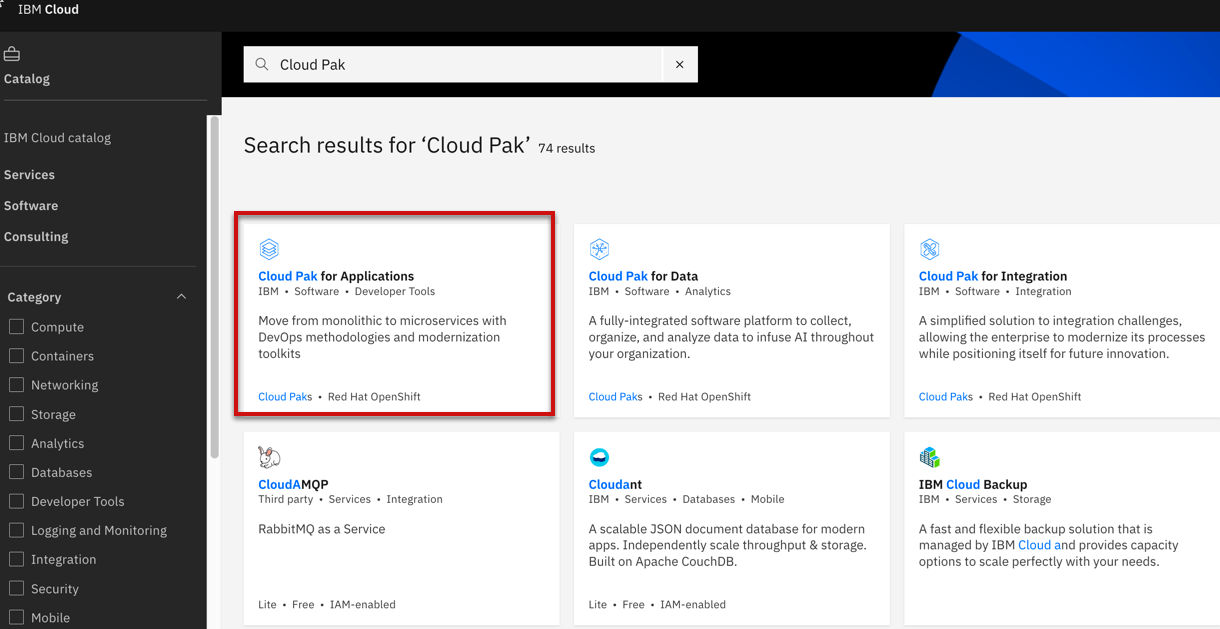 IBM Cloud
Catalog
IBM Cloud catalog
Services
Software
Consulting
Category
Compute
Containers
Networking
Storage
Analytics
Databases
Developer Tools
Logging and Monitoring
Integration
Security
Mobile
Cloud Pak
Search results for ‘Cloud Pak’ 74 results
Cloud Pak for Applications
IBM • Software • Developer Tools
Move from monolithic to microservices with
DevOps methodologies and modernization
toolkits
Cloud Paks • Red Hat OpenShift
Cloud Pak for Data
IBM • Software • Analytics
A fully-integrated software platform to collect,
organize, and analyze data to infuse AI throughout
your organization.
Cloud Paks • Red Hat OpenShift
Cloud Pak for Integration
IBM • Software • Integration
A simplified solution to integration challenges,
allowing the enterprise to modernize its processes
while positioning itself for future innovation.
Cloud Paks • Red Hat OpenShift
CloudAMQP
Third party • Services • Integration
RabbitMQ as a Service
Lite • Free • IAM-enabled
Cloudant
IBM • Services • Databases • Mobile
A scalable JSON document database for modern
apps. Independently scale throughput & storage.
Built on Apache CouchDB.
Lite • Free • IAM-enabled
IBM Cloud Backup
IBM • Services • Storage
A fast and flexible backup solution that is
managed by IBM Cloud and provides capacity
options to scale perfectly with your needs.